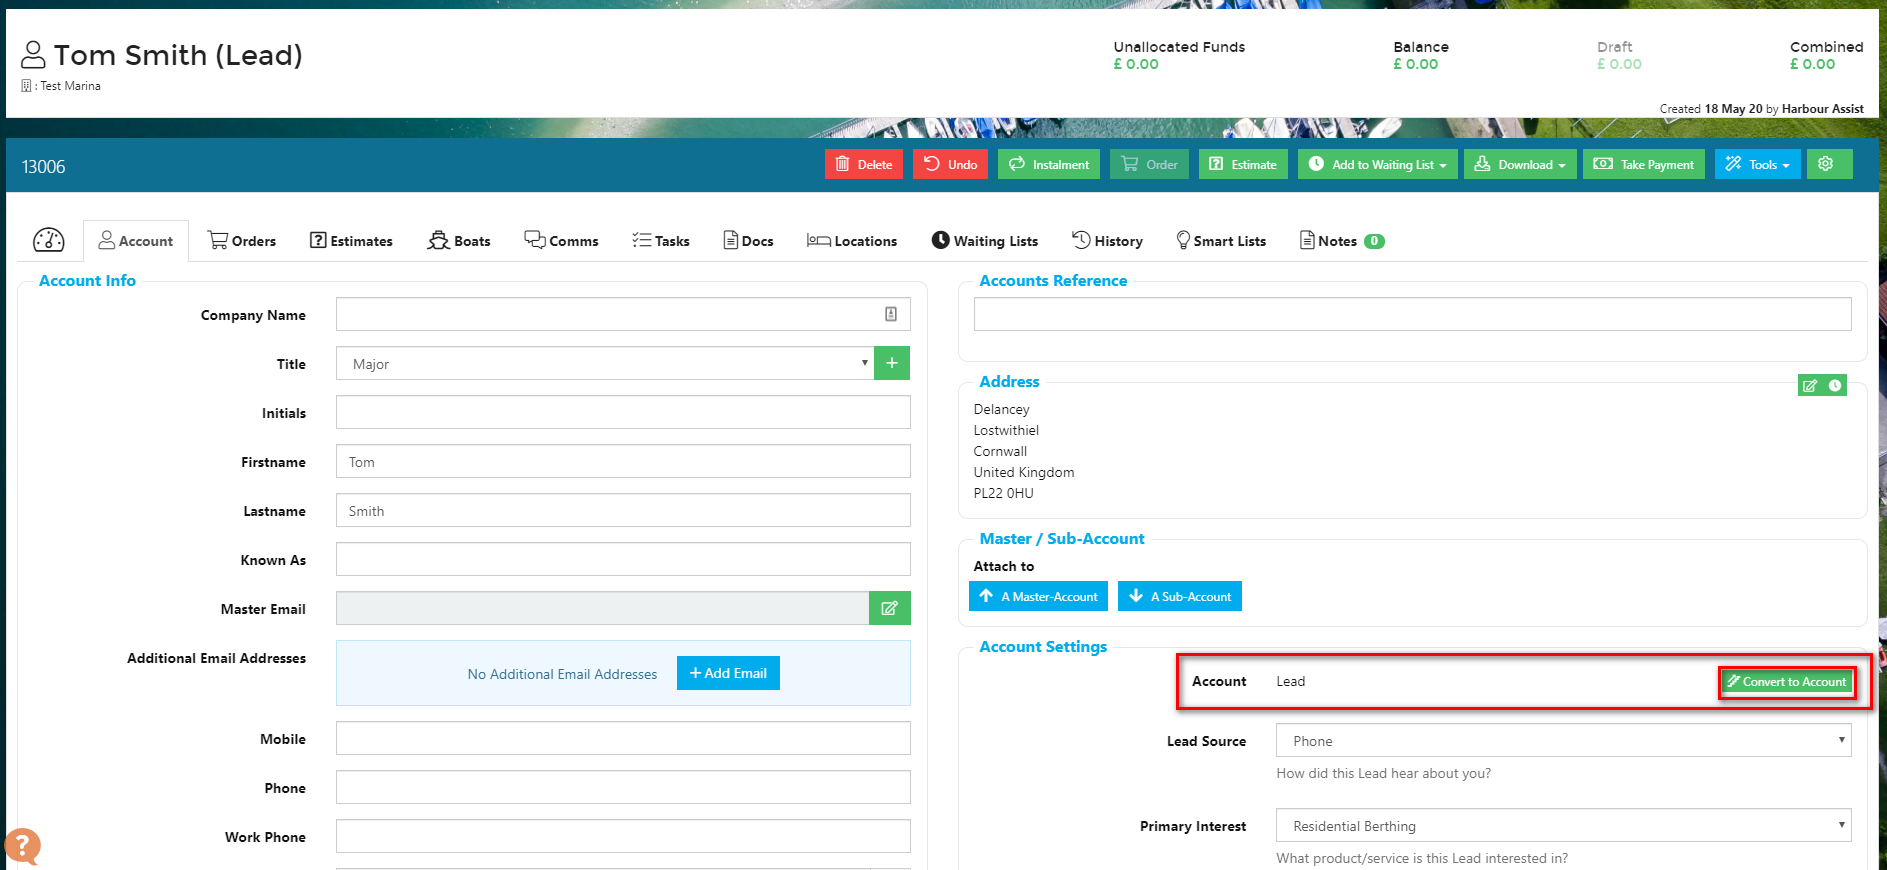 Tom Smith (Lead)
: Test Marina
Unallocated Funds
£ 0.00
Balance
£ 0.00
Draft
£ 0.00
Combined
£ 0.00
Created 18 May 20 by Harbour Assist
13006
Delete
Undo
Instalment
Order
Estimate
Add to Waiting List
Download
Take Payment
Tools
Account
Orders
Estimates
Boats
Comms
Tasks
Docs
Locations
Waiting Lists
History
Smart Lists
Notes 0
Account Info
Company Name
Title
Major
+
Initials
Firstname
Tom
Lastname
Smith
Known As
Master Email
Additional Email Addresses
No Additional Email Addresses
+ Add Email
Mobile
Phone
Work Phone
?
Accounts Reference
Address
Delancey
Lostwithiel
Cornwall
United Kingdom
PL22 0HU
Master / Sub-Account
Attach to
A Master-Account
A Sub-Account
Account Settings
Account
Lead
Convert to Account
Lead Source
Phone
How did this Lead hear about you?
Primary Interest
Residential Berthing
What product/service is this Lead interested in?